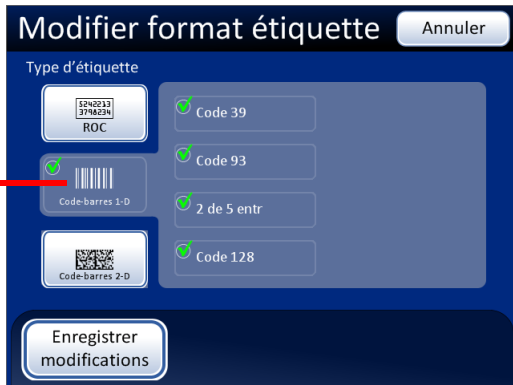 Modifier format étiquette
Annuler
Type d'étiquette
5242213
3798234
ROC
Code-barres 1-D
Code-barres 2-D
Code 39
Code 93
2 de 5 entr
Code 128
Enregistrer
modifications